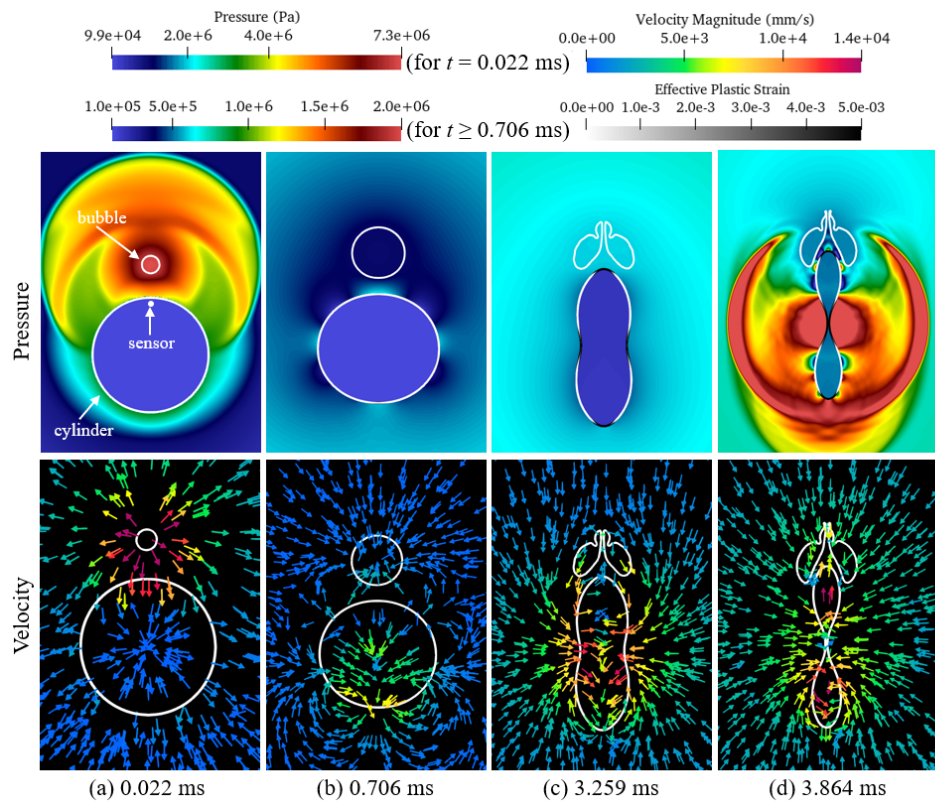 Pressure (Pa)
9.9e+04 2.0e+6 4.0e+6 7.3e+06
(for t = 0.022 ms)
Velocity Magnitude (mm/s)
0.0e+00 5.0e+3 1.0e+4 1.4e+04
Effective Plastic Strain
0.0e+00 1.0e-3 2.0e-3 3.0e-3 4.0e-3 5.0e-03
1.0e+05 5.0e+5 1.0e+6 1.5e+6 2.0e+06
(for t ≥ 0.706 ms)
Pressure
bubble
sensor
cylinder
Velocity
(a) 0.022 ms (b) 0.706 ms (c) 3.259 ms (d) 3.864 ms